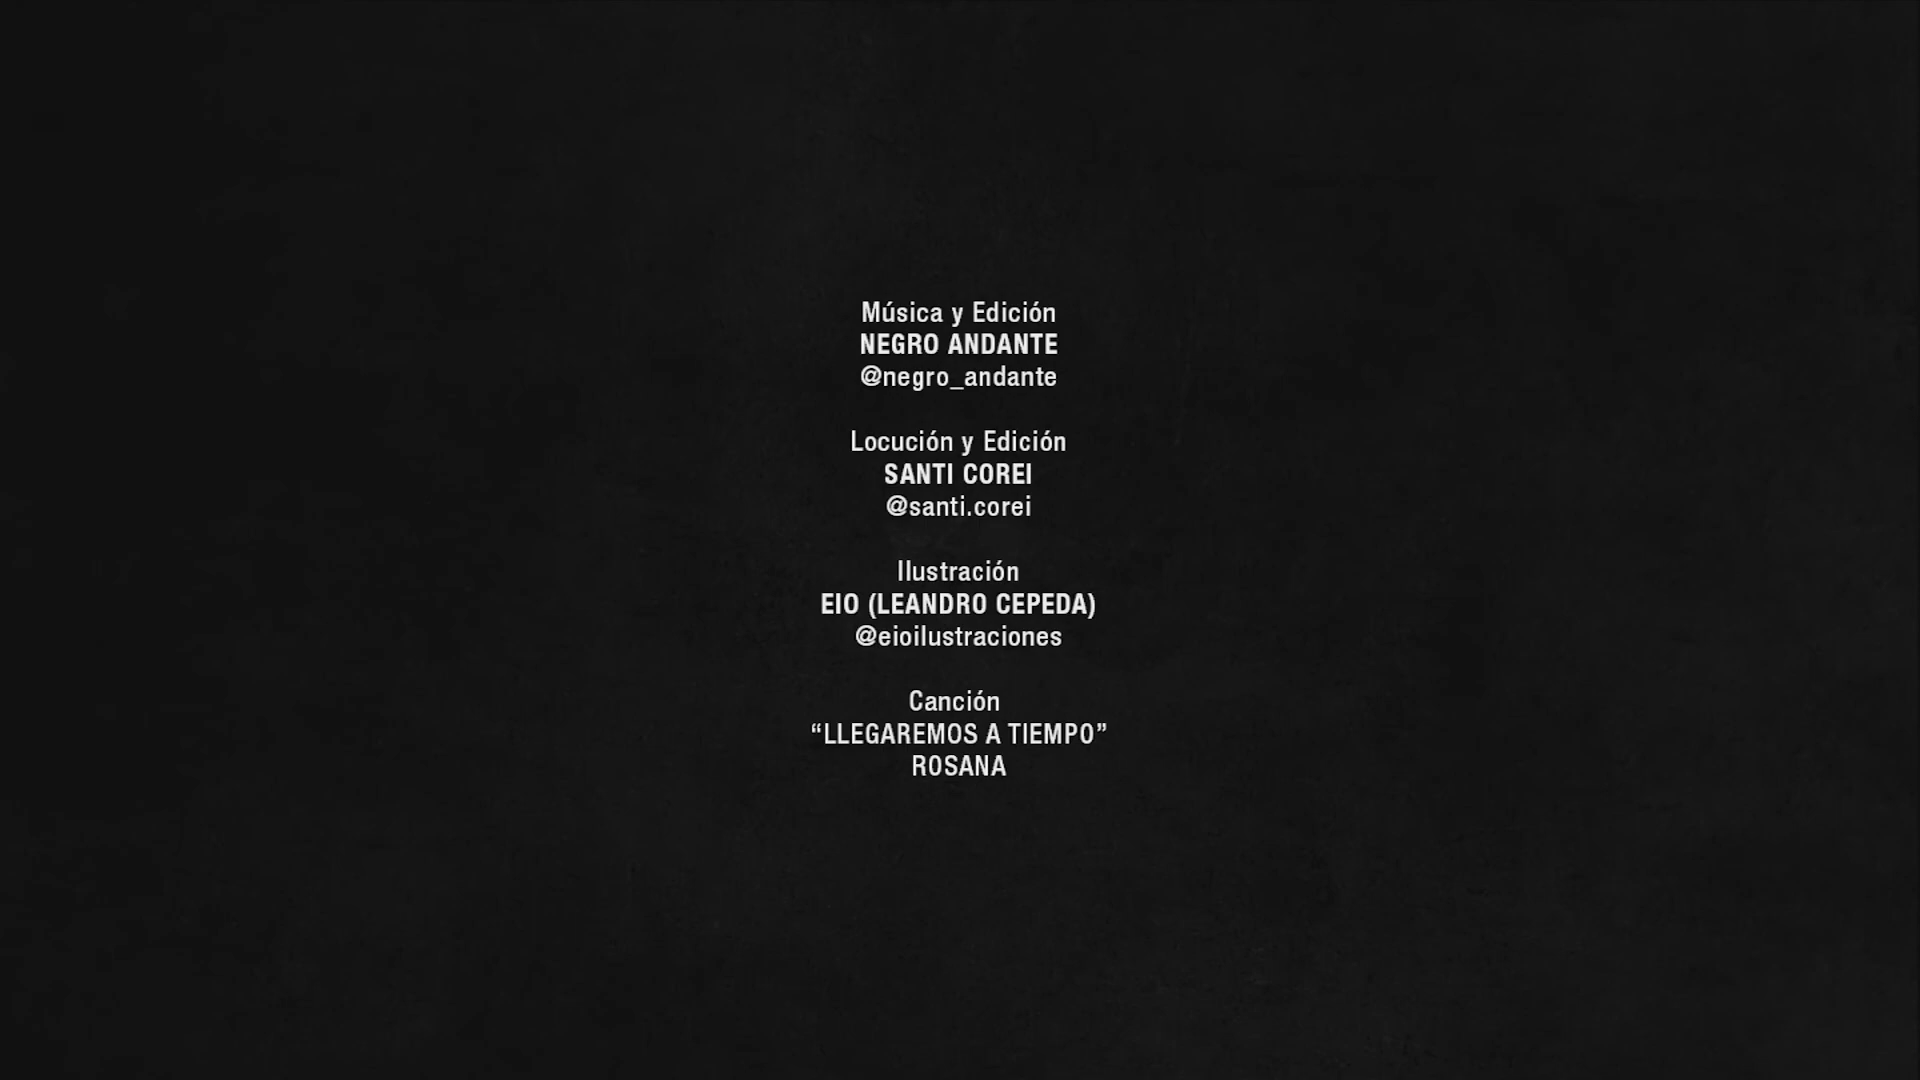 Música y Edición
NEGRO ANDANTE
@negro_andante
Locución y Edición
SANTI COREI
@santi.corei
Ilustración
EIO (LEANDRO CEPEDA)
@eioilustraciones
Canción
“LLEGAREMOS A TIEMPO”
ROSANA